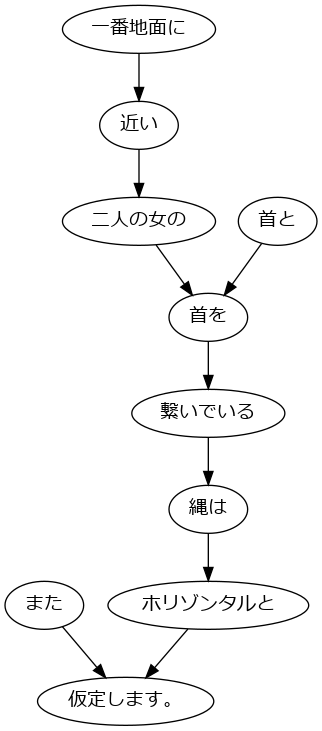 一番地面に
近い
二人の女の
首と
首を
繋いでいる
縄は
また
ホリゾンタルと
仮定します。